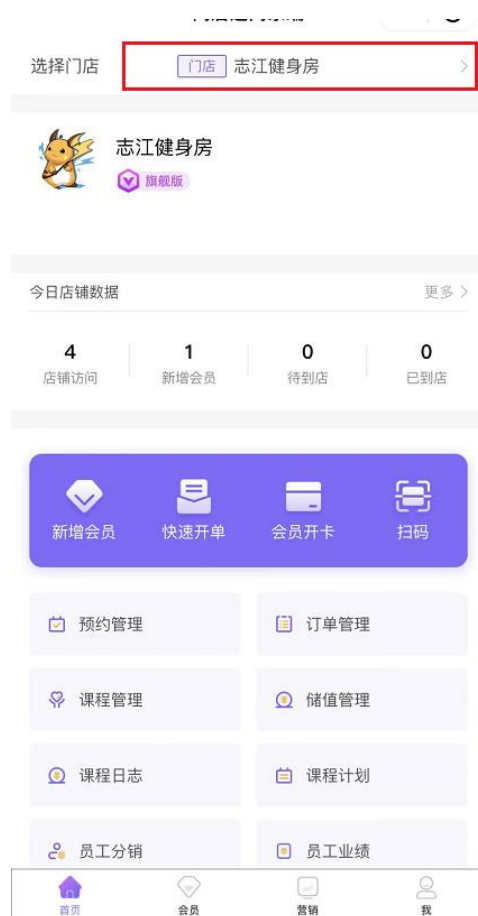 选择门店 门店 志江健身房
志江健身房
旗舰版
今日店铺数据 更多
4 1 0 0
店铺访问 新增会员 待到店 已到店
新增会员 快速开单 会员开卡 扫码
预约管理 订单管理
课程管理 储值管理
课程日志 课程计划
员工分销 员工业绩
首页 会员 营销 我